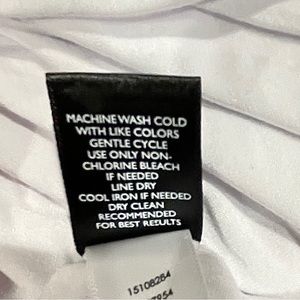 MACHINE WASH COLD
WITH LIKE COLORS
GENTLE CYCLE
USE ONLY NON-
CHLORINE BLEACH
IF NEEDED
LINE DRY
COOL IRON IF NEEDED
DRY CLEAN
RECOMMENDED
FOR BEST RESULTS
15108284